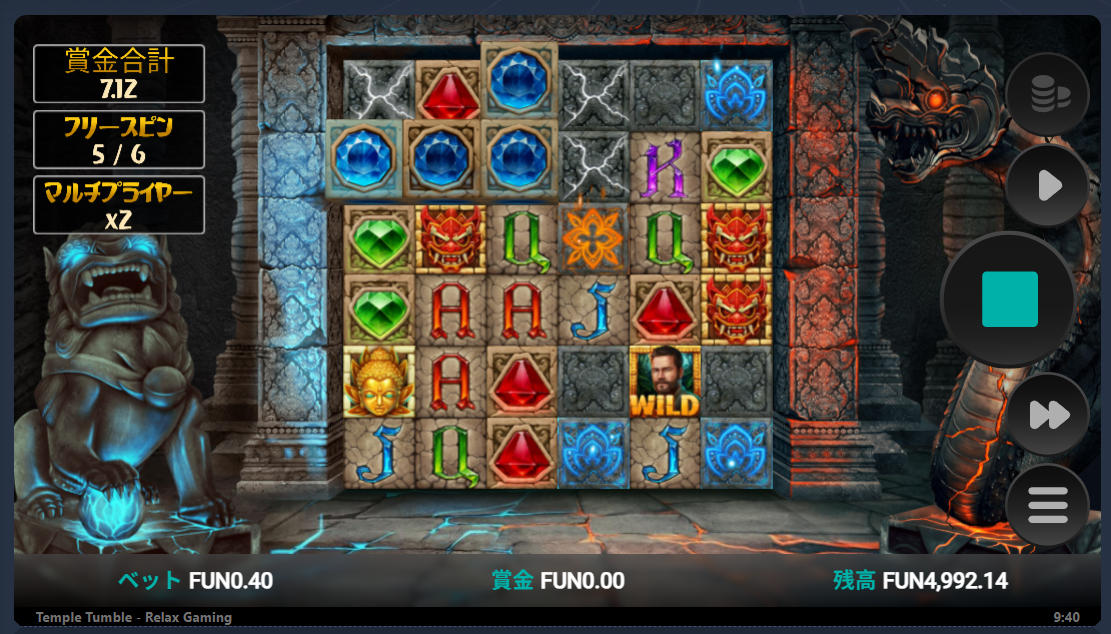 賞金合計
7.12
フリースピン
5 / 6
マルチプライヤー
x2
K
Q
Q
A
A
J
A
WILD
J
Q
J
ベット FUN0.40
賞金 FUN0.00
残高 FUN4,992.14
Temple Tumble - Relax Gaming
9:40